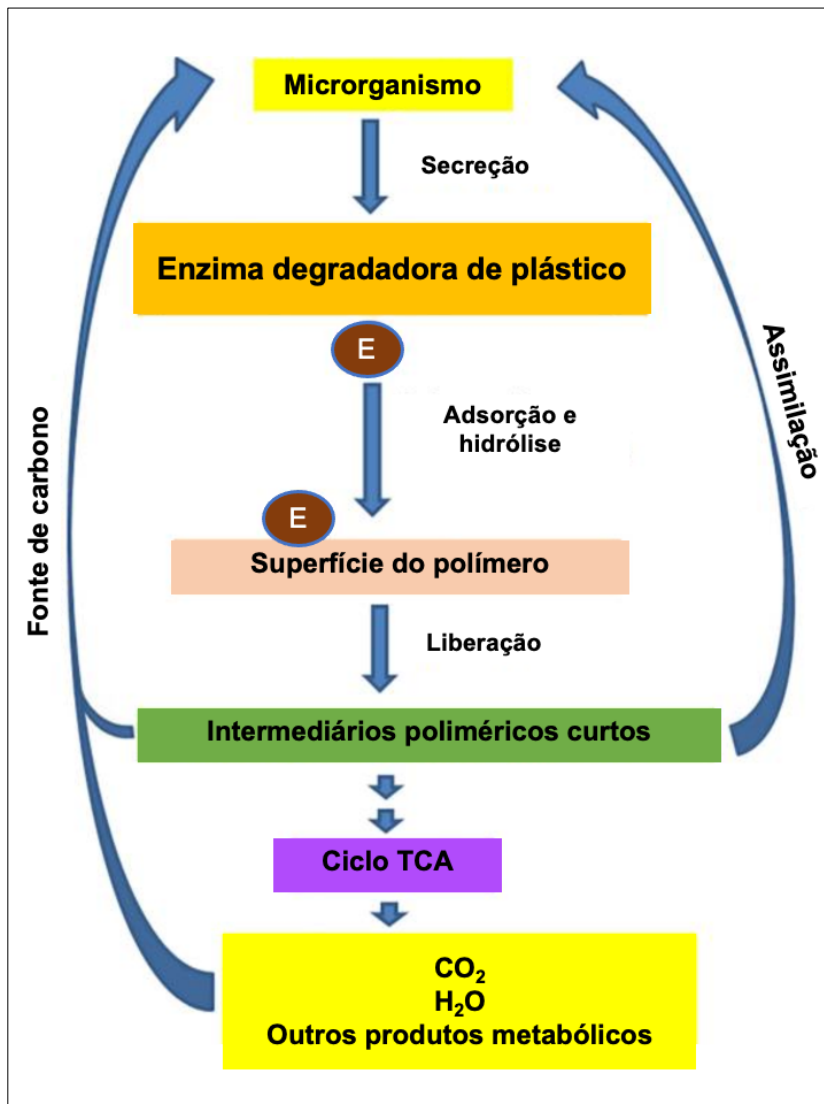 Microrganismo
Secreção
Enzima degradadora de plástico
E
Adsorção e
hidrólise
E
Superfície do polímero
Liberação
Intermediários poliméricos curtos
Ciclo TCA
CO₂
H₂O
Outros produtos metabólicos
Fonte de carbono
Assimilação